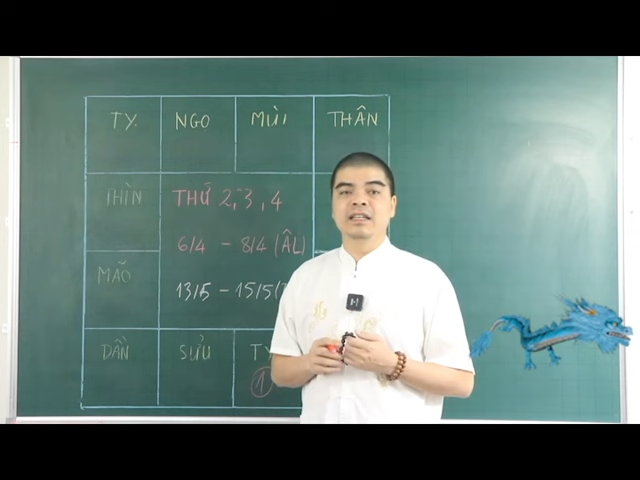 TỴ NGO MÙI THÂN
THÌN THỨ 2, 3, 4
6/4 - 8/4 (ÂL)
MÃO
13/5 - 15/5
DẦN SỬU TÝ
1